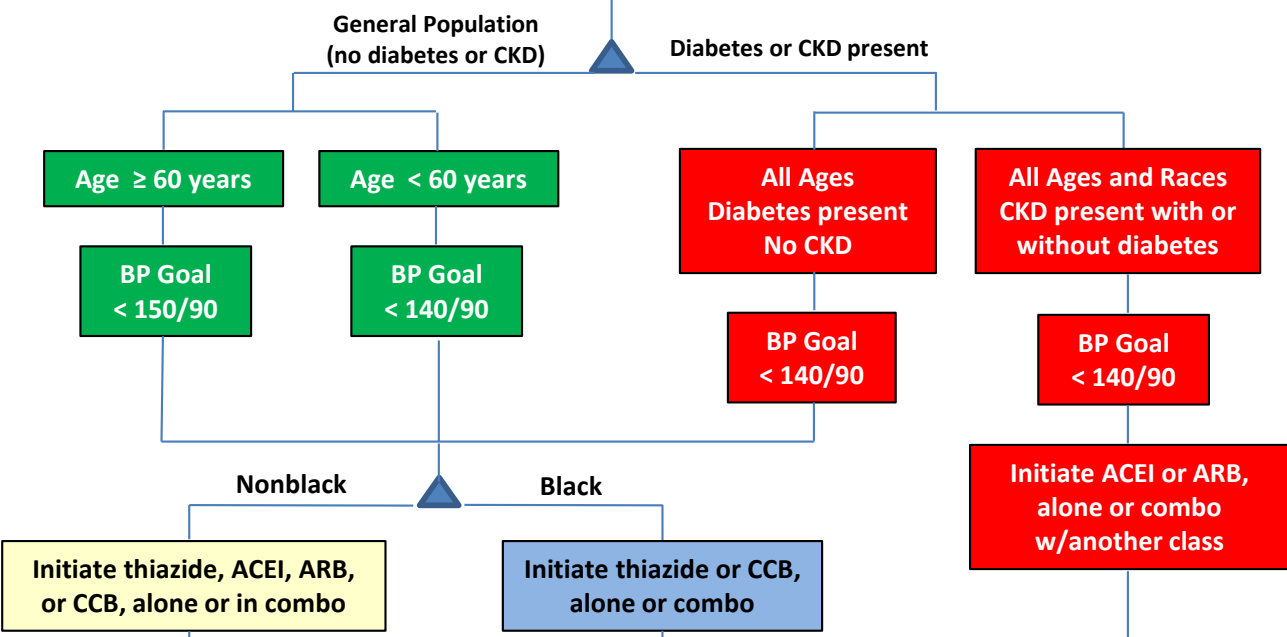 General Population
(no diabetes or CKD)
Diabetes or CKD present
Age ≥ 60 years
Age < 60 years
All Ages
Diabetes present
No CKD
All Ages and Races
CKD present with or
without diabetes
BP Goal
< 150/90
BP Goal
< 140/90
BP Goal
< 140/90
BP Goal
< 140/90
Nonblack
Black
Initiate thiazide, ACEI, ARB,
or CCB, alone or in combo
Initiate thiazide or CCB,
alone or combo
Initiate ACEI or ARB,
alone or combo
w/another class